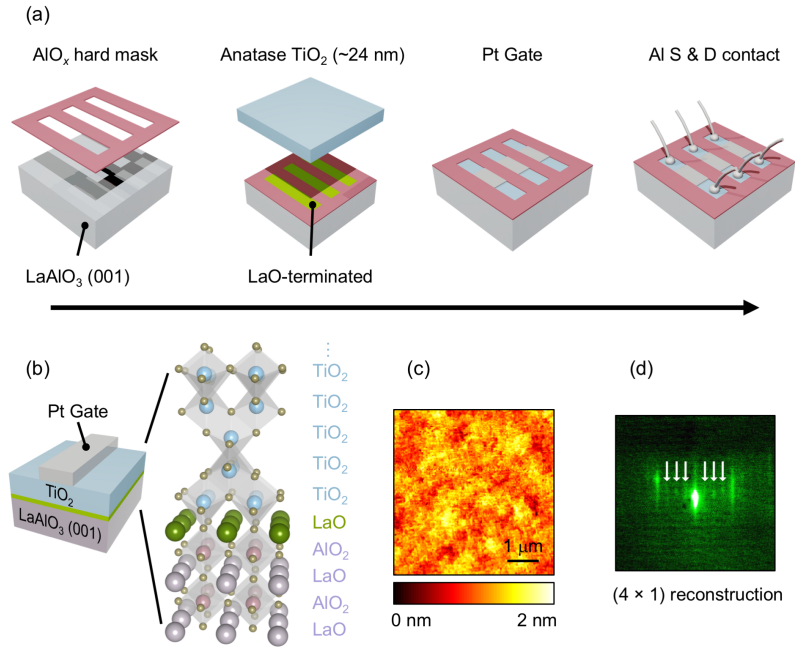 (a)
AlOx hard mask
Anatase TiO2 (~24 nm)
Pt Gate
Al S & D contact
LaAlO3 (001)
LaO-terminated
(b)
Pt Gate
TiO2
LaAlO3 (001)
⋮
TiO2
TiO2
TiO2
TiO2
TiO2
LaO
AlO2
LaO
AlO2
LaO
(c)
1 μm
0 nm
2 nm
(d)
(4 × 1) reconstruction